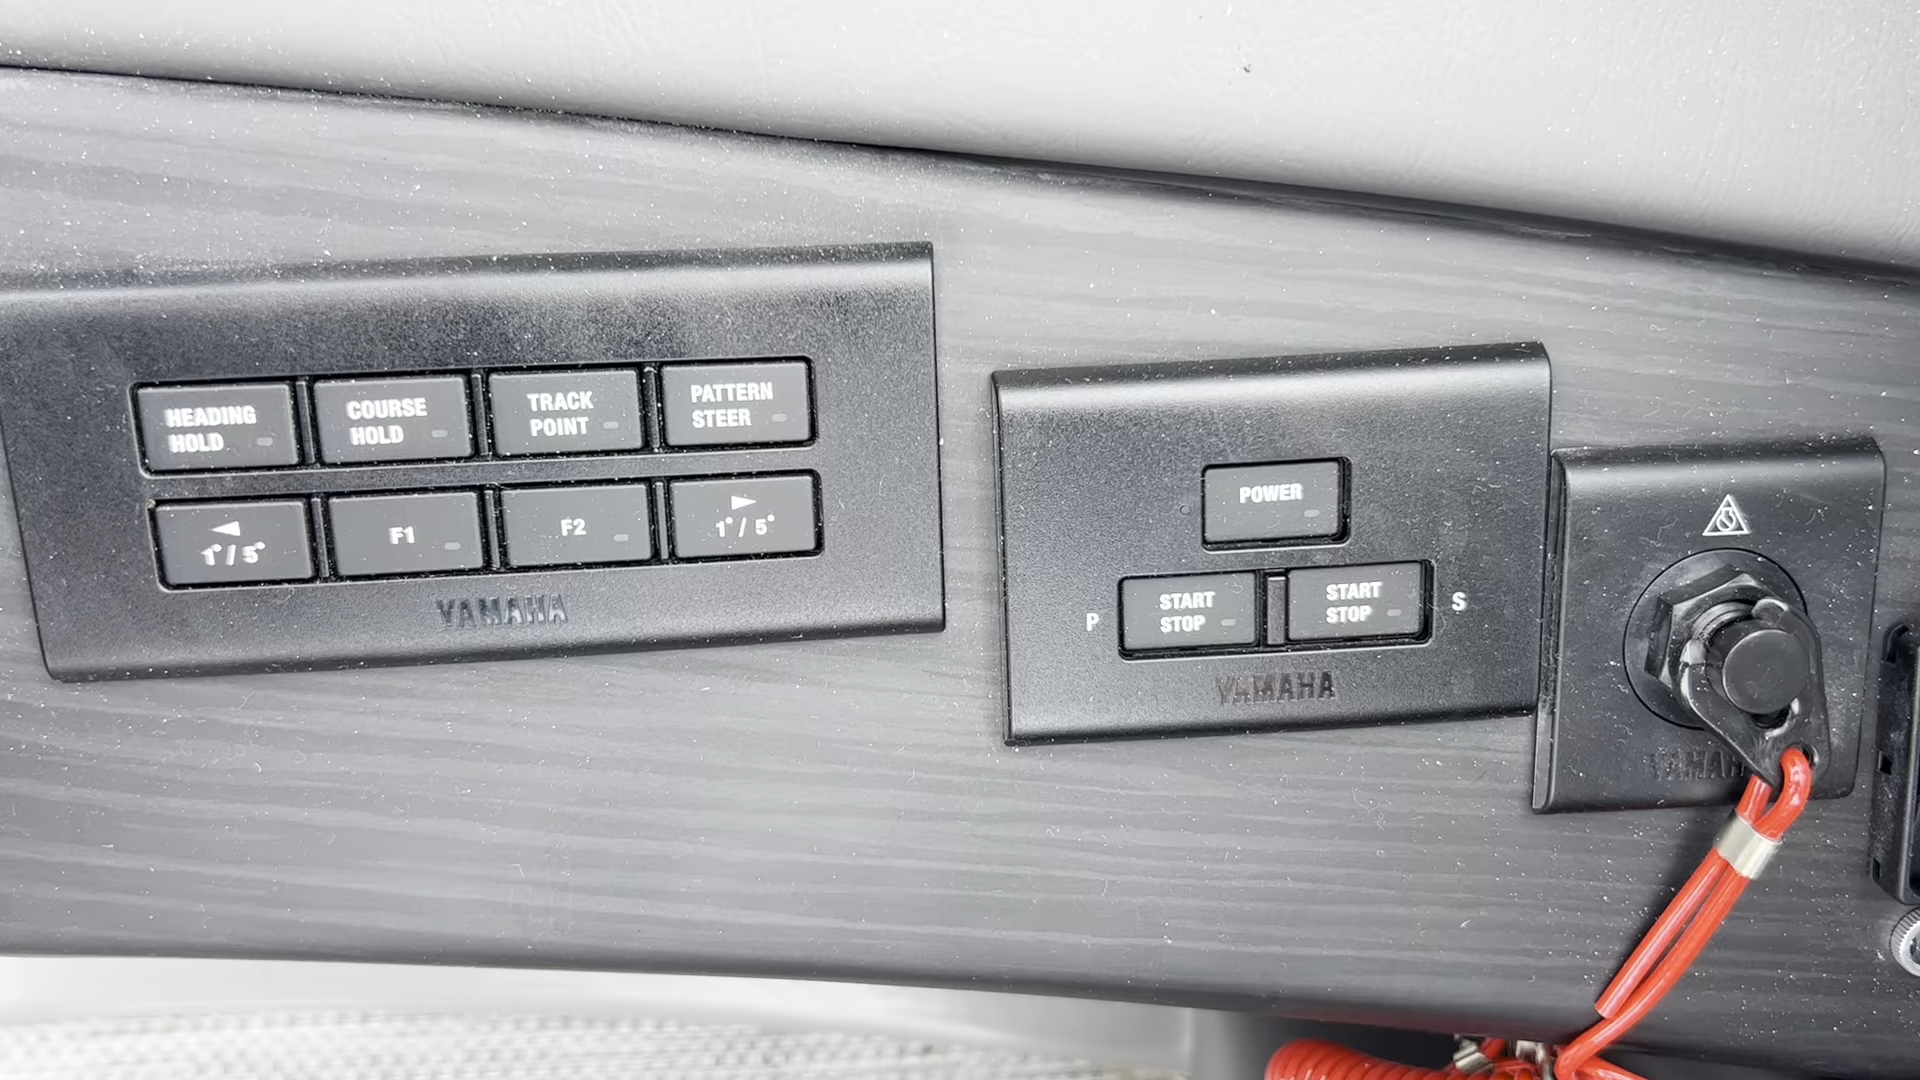 HEADING
HOLD
COURSE
HOLD
TRACK
POINT
PATTERN
STEER
◀
1°/5°
F1
F2
▶
1°/5°
YAMAHA
POWER
P
START
STOP
START
STOP
S
YAMAHA
YAMAH